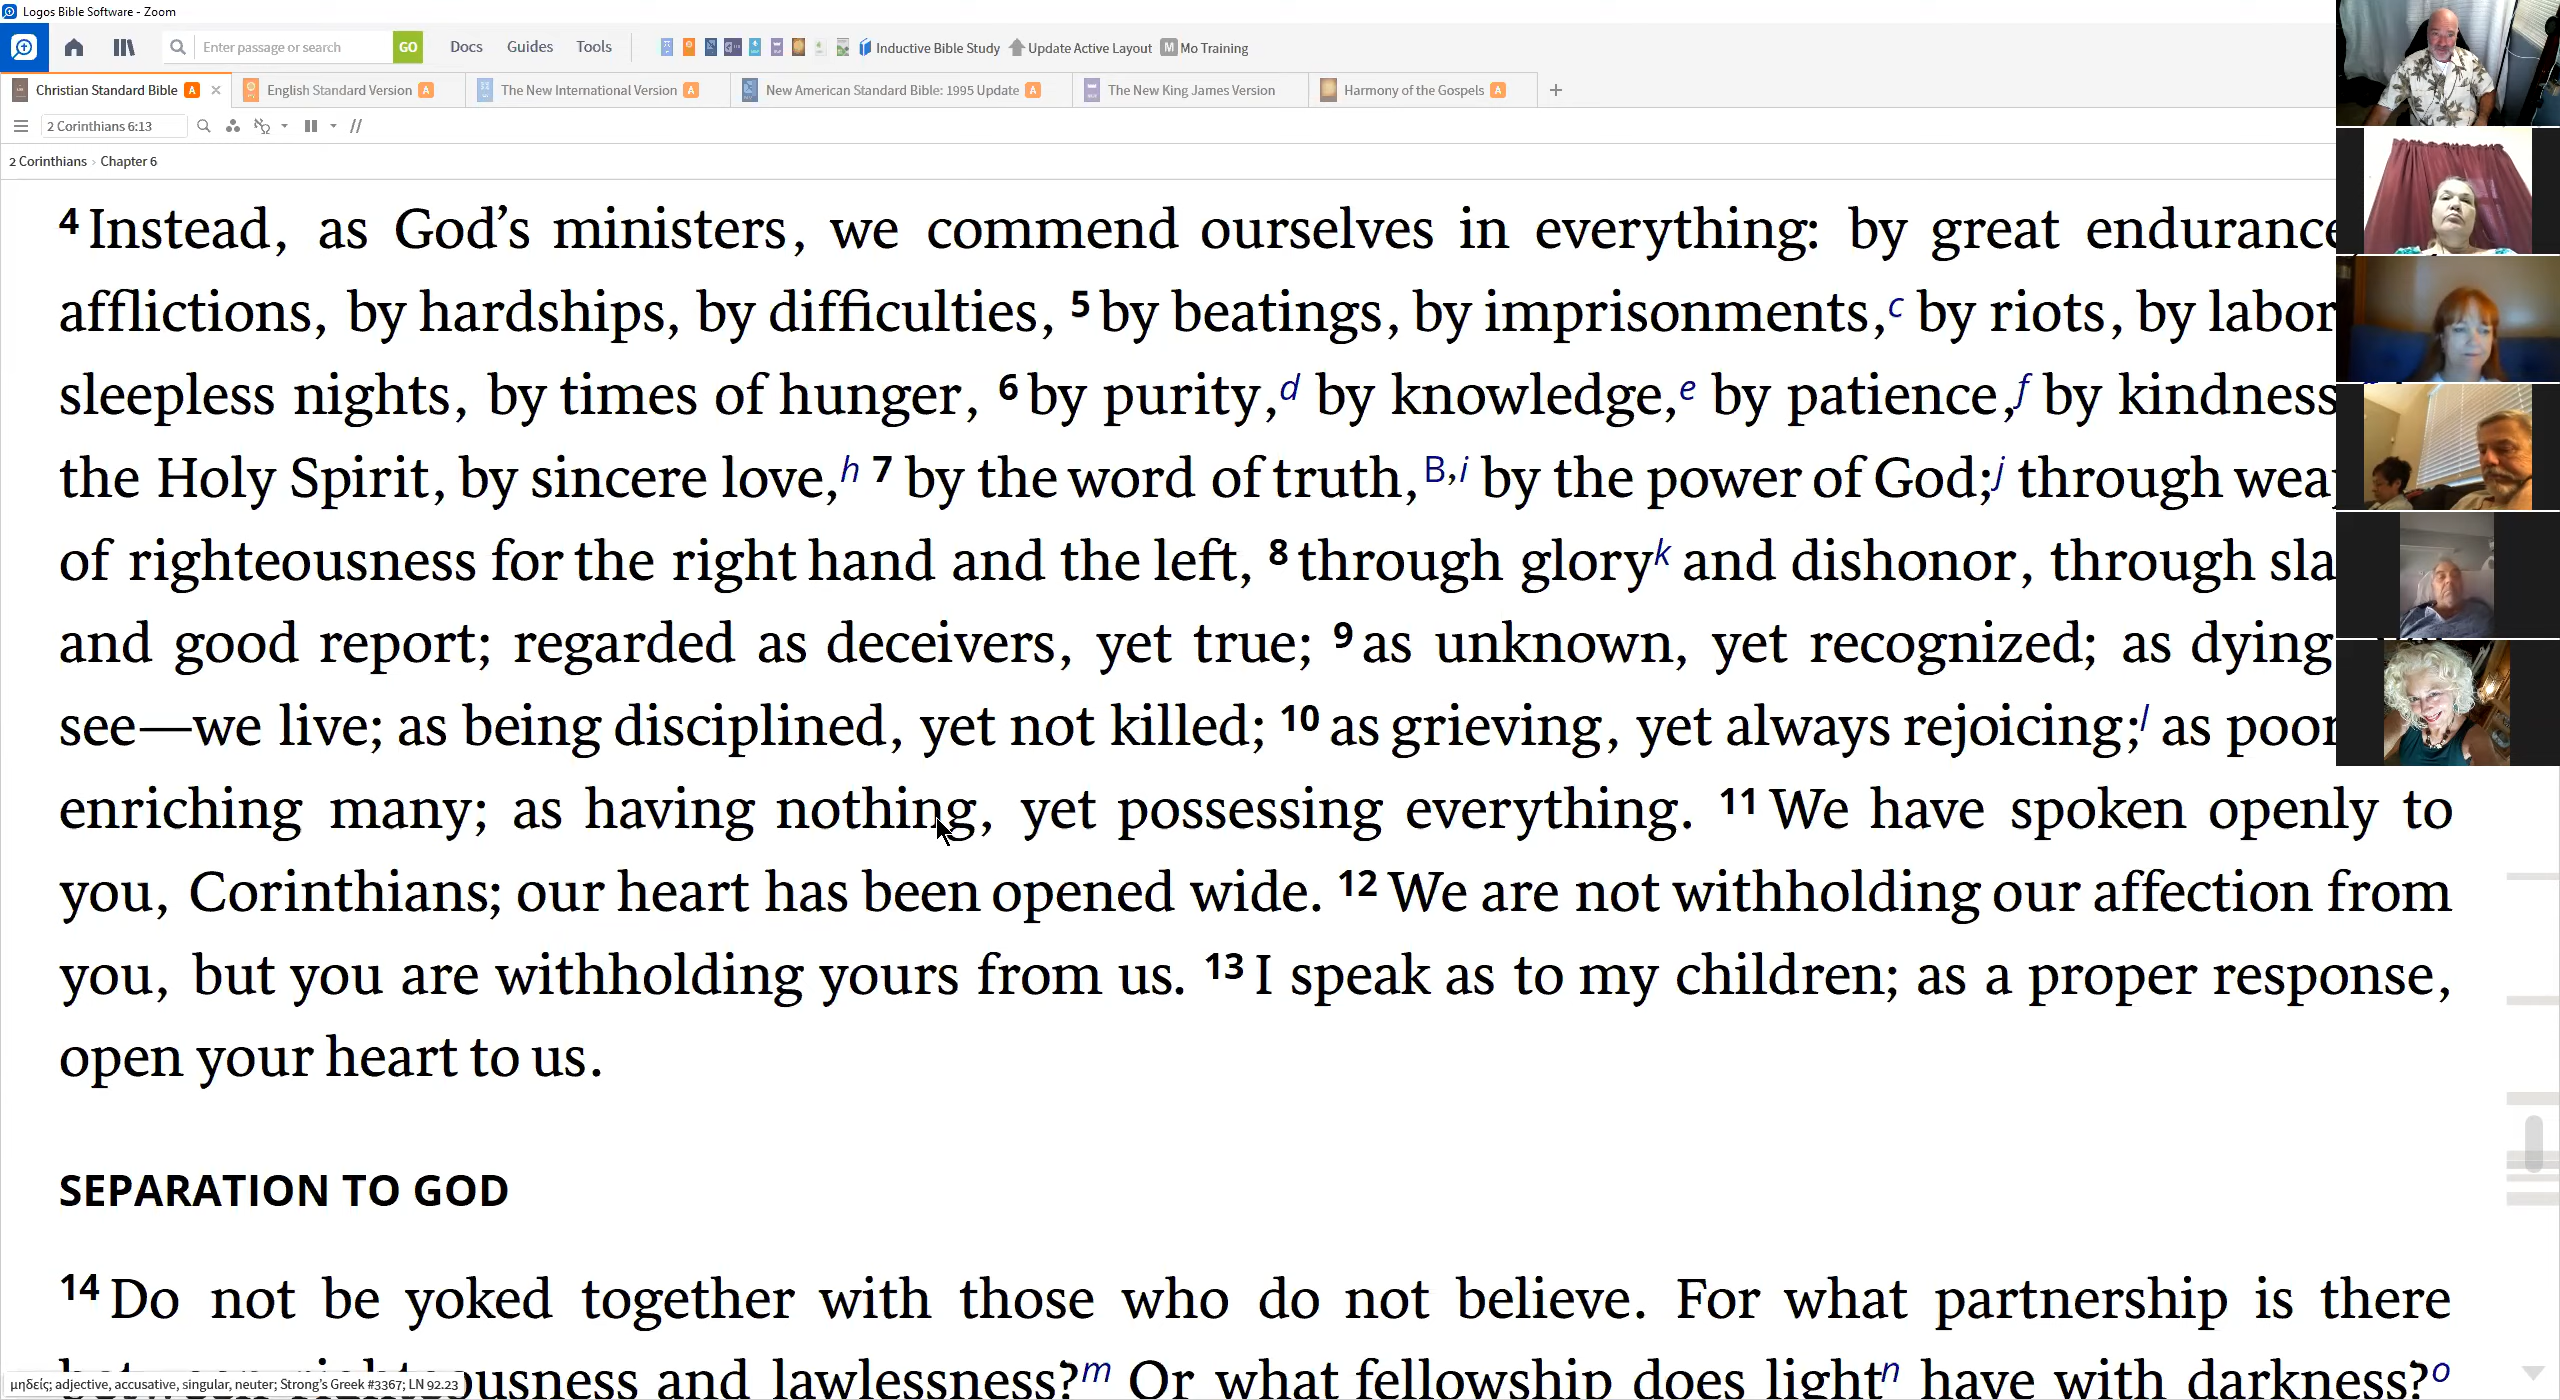 Logos Bible Software - Zoom
Enter passage or search GO Docs Guides Tools Inductive Bible Study Update Active Layout M Mo Training
Christian Standard Bible A English Standard Version A The New International Version A New American Standard Bible: 1995 Update A The New King James Version Harmony of the Gospels A
2 Corinthians 6:13
2 Corinthians › Chapter 6
4 Instead, as God’s ministers, we commend ourselves in everything: by great endurance
afflictions, by hardships, by difficulties, 5 by beatings, by imprisonments,c by riots, by labor
sleepless nights, by times of hunger, 6 by purity,d by knowledge,e by patience,f by kindness
the Holy Spirit, by sincere love,h 7 by the word of truth,B,i by the power of God;j through
of righteousness for the right hand and the left, 8 through gloryk and dishonor, through
and good report; regarded as deceivers, yet true; 9 as unknown, yet recognized; as dying
see—we live; as being disciplined, yet not killed; 10 as grieving, yet always rejoicing;l as poor
enriching many; as having nothing, yet possessing everything. 11 We have spoken openly to
you, Corinthians; our heart has been opened wide. 12 We are not withholding our affection from
you, but you are withholding yours from us. 13 I speak as to my children; as a proper response,
open your heart to us.
SEPARATION TO GOD
14 Do not be yoked together with those who do not believe. For what partnership is there
and lawlessness?m Or what fellowship does lightn have with darkness?o
μηδείς; adjective, accusative, singular, neuter; Strong’s Greek #3367; LN 92.23